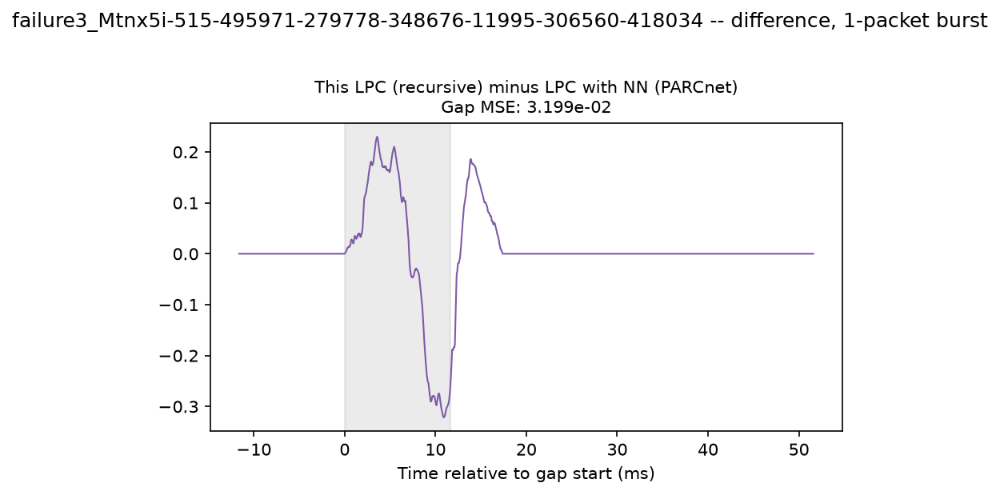 failure3_Mtnx5i-515-495971-279778-348676-11995-306560-418034 -- difference, 1-packet burst
This LPC (recursive) minus LPC with NN (PARCnet)
Gap MSE: 3.199e-02
0.2
0.1
0.0
−0.1
−0.2
−0.3
−10 0 10 20 30 40 50
Time relative to gap start (ms)